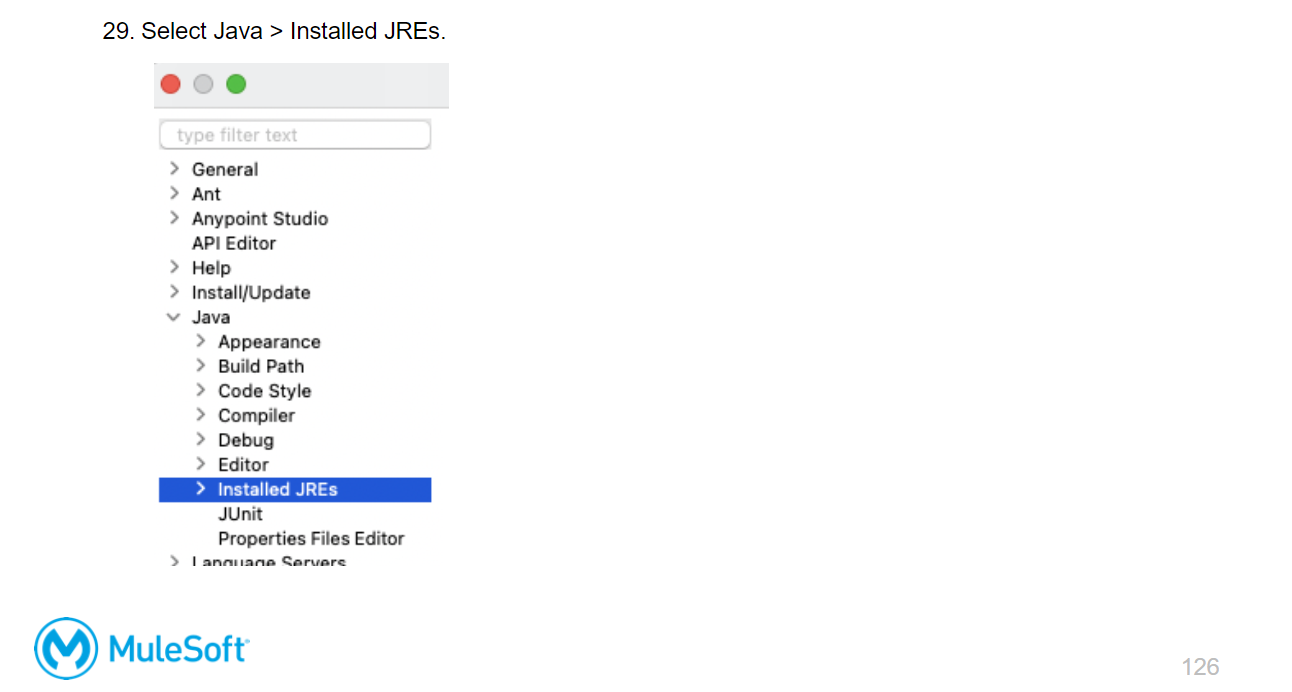 29. Select Java > Installed JREs.
type filter text
General
Ant
Anypoint Studio
API Editor
Help
Install/Update
Java
Appearance
Build Path
Code Style
Compiler
Debug
Editor
Installed JREs
JUnit
Properties Files Editor
Language Servers
MuleSoft
126